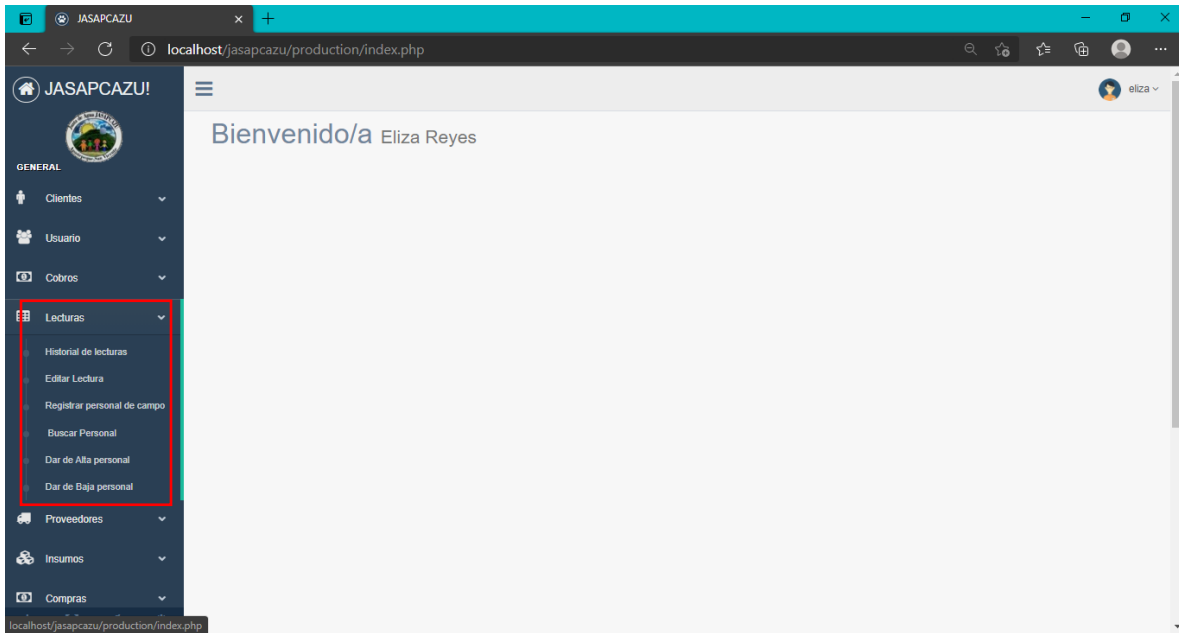 JASAPCAZU
localhost/jasapcazu/production/index.php
JASAPCAZU!
eliza
Bienvenido/a Eliza Reyes
GENERAL
Clientes
Usuario
Cobros
Lecturas
Historial de lecturas
Editar Lectura
Registrar personal de campo
Buscar Personal
Dar de Alta personal
Dar de Baja personal
Proveedores
Insumos
Compras
localhost/jasapcazu/production/index.php